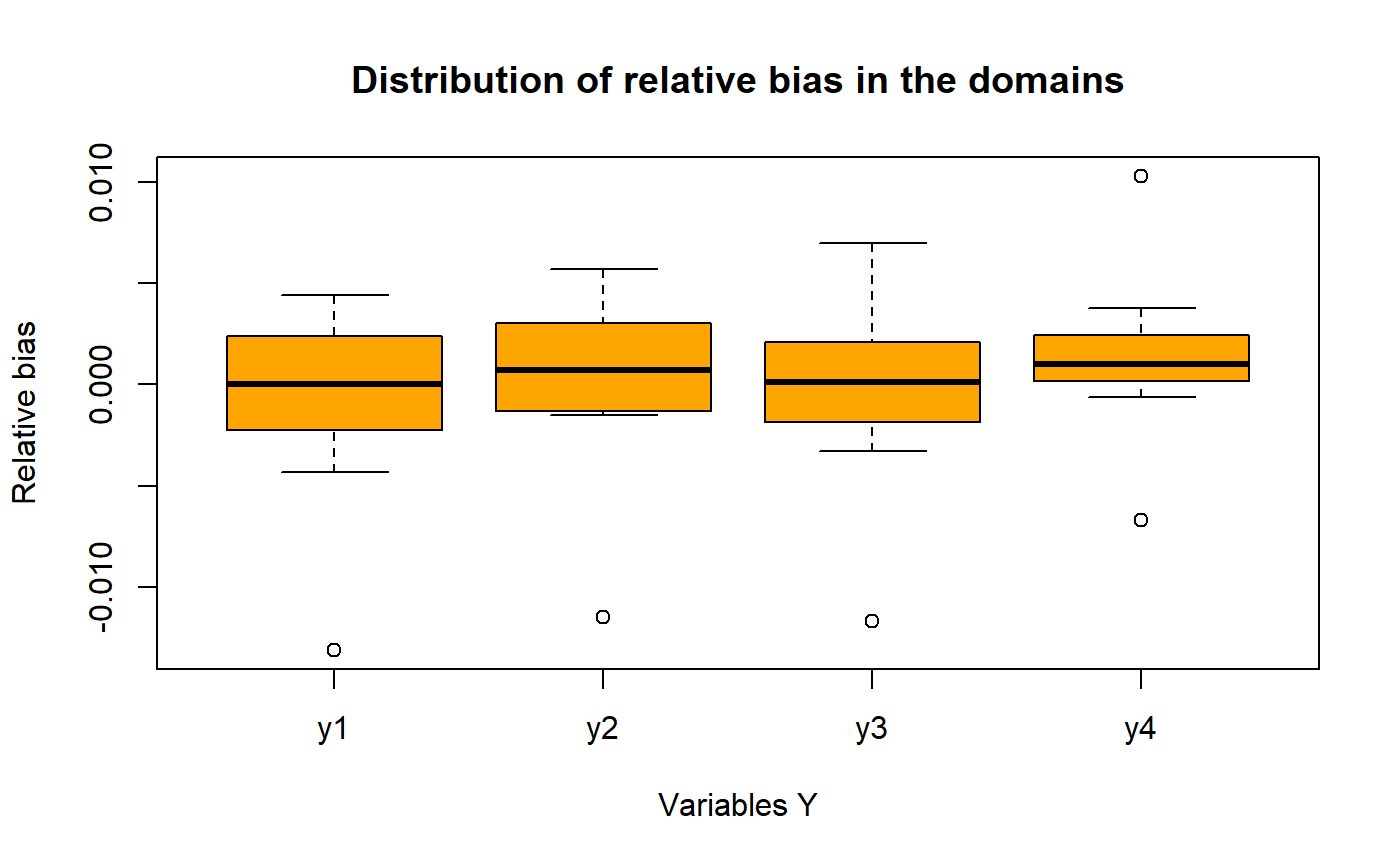 Distribution of relative bias in the domains
Relative bias
0.010
0.000
-0.010
y1 y2 y3 y4
Variables Y